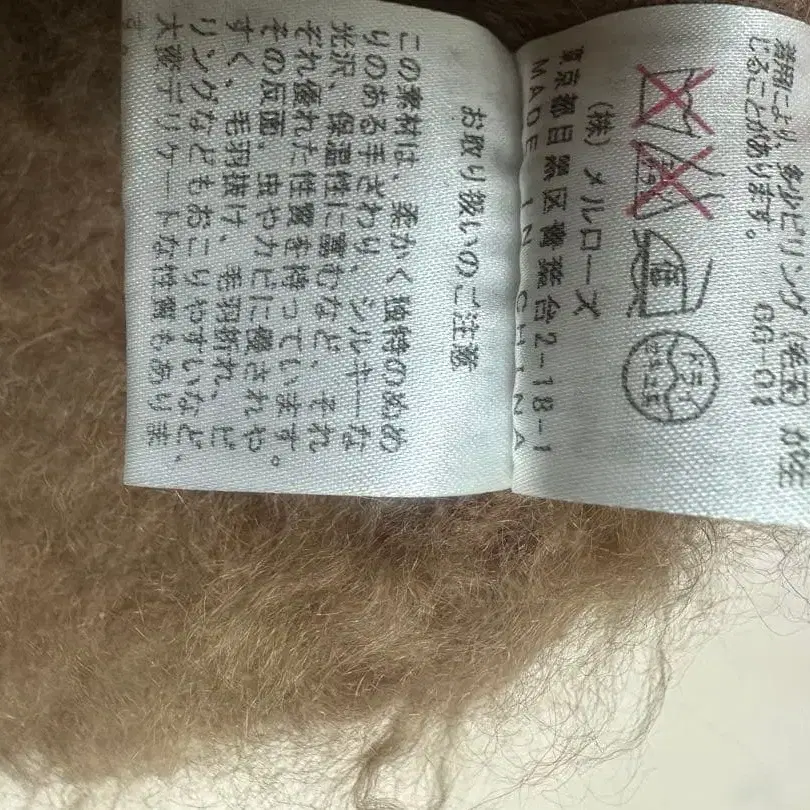 着用により、多少ピリング(毛玉)が生
じることがあります。
GG-01
ドライ
セキユ系
(株) メルローズ
東京都目黒区青葉台2-18-1
MADE IN CHINA
お取り扱いのご注意
この素材は、柔かく独特のぬめ
りのある手ざわり、シルキーな
光沢、保温性に富むなど、それ
ぞれ優れた性質を持っています。
その反面。虫やカビに侵されや
すく、毛羽抜け、毛羽折れ、ピ
リングなどもおこりやすいなど、
大変デリケートな性質もありま
す。